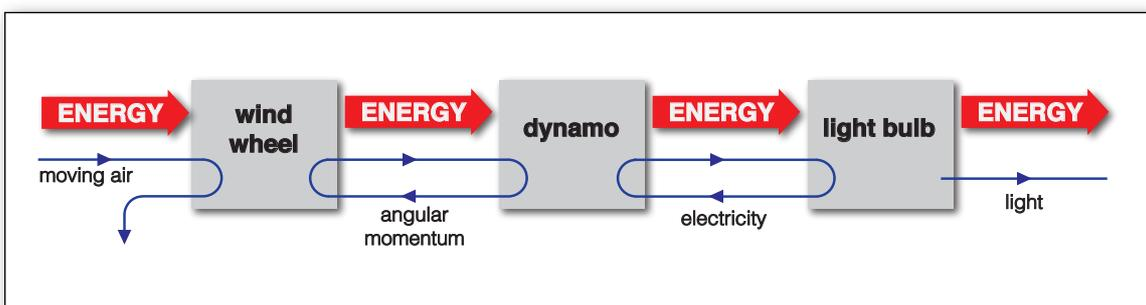 ENERGY
wind
wheel
ENERGY
dynamo
ENERGY
light bulb
ENERGY
moving air
angular
momentum
electricity
light